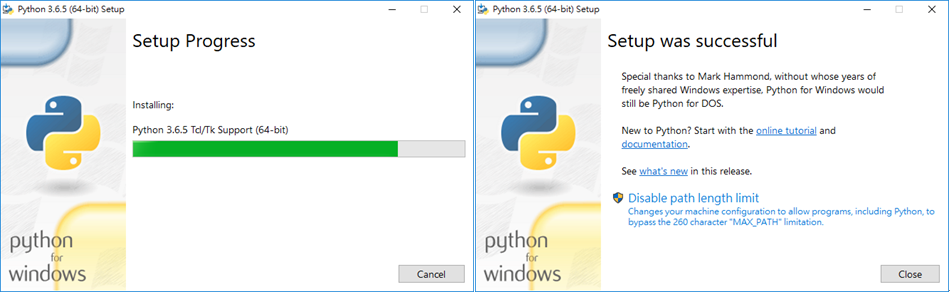 Python 3.6.5 (64-bit) Setup
Setup Progress
Installing:
Python 3.6.5 Tcl/Tk Support (64-bit)
python
for
windows
Cancel
Python 3.6.5 (64-bit) Setup
Setup was successful
Special thanks to Mark Hammond, without whose years of
freely shared Windows expertise, Python for Windows would
still be Python for DOS.
New to Python? Start with the online tutorial and
documentation.
See what's new in this release.
Disable path length limit
Changes your machine configuration to allow programs, including Python, to
bypass the 260 character "MAX_PATH" limitation.
python
for
windows
Close